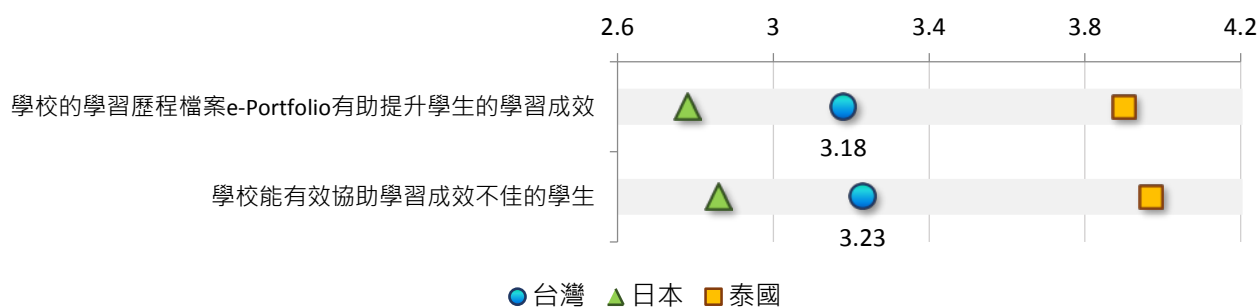 2.6 3 3.4 3.8 4.2
學校的學習歷程檔案e-Portfolio有助提升學生的學習成效
3.18
學校能有效協助學習成效不佳的學生
3.23
台灣 日本 泰國